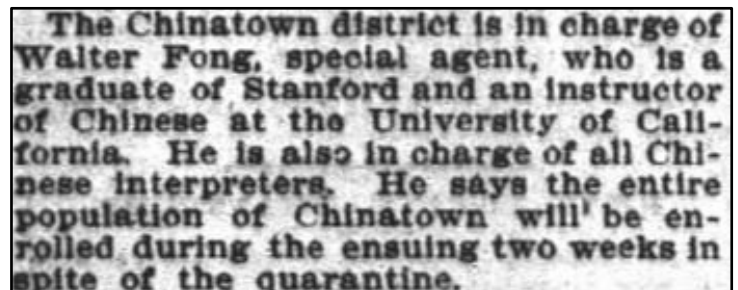 The Chinatown district is in charge of
Walter Fong, special agent, who is a
graduate of Stanford and an instructor
of Chinese at the University of Cali-
fornia. He is also in charge of all Chi-
nese interpreters. He says the entire
population of Chinatown will be en-
rolled during the ensuing two weeks in
spite of the quarantine.